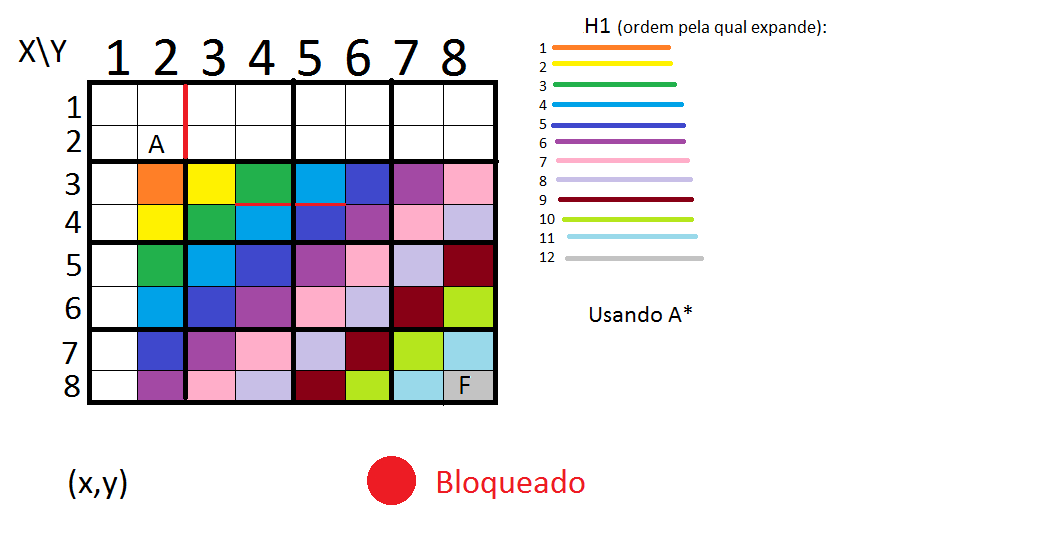 H1 (ordem pela qual expande):
X\Y 1 2 3 4 5 6 7 8
1
2 A
3
4
5
6
7
8 F
1
2
3
4
5
6
7
8
9
10
11
12
Usando A*
(x,y)
Bloqueado